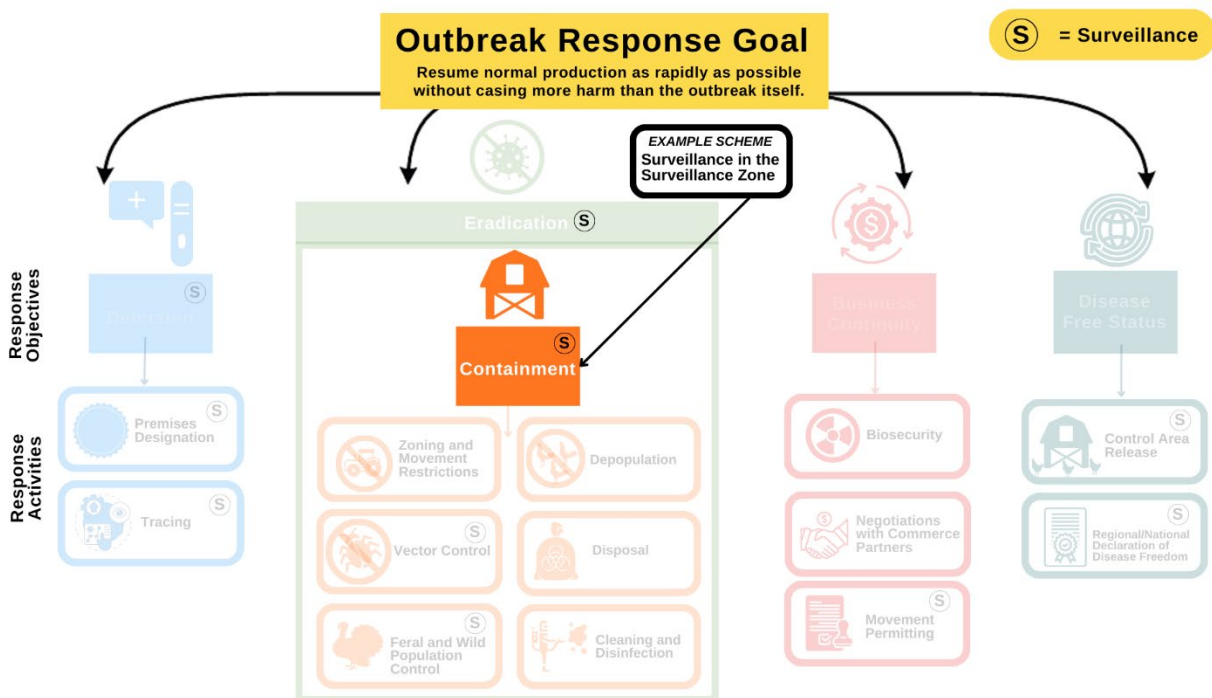 Outbreak Response Goal
Resume normal production as rapidly as possible
without casing more harm than the outbreak itself.
S = Surveillance
EXAMPLE SCHEME
Surveillance in the
Surveillance Zone
Response
Objectives
S
Detection
Eradication S
S
Containment
Business
Continuity
Disease
Free Status
Response
Activities
S
Premises
Designation
S
Tracing
Zoning and
Movement
Restrictions
Depopulation
S
Vector Control
Disposal
S
Feral and Wild
Population
Control
Cleaning and
Disinfection
Biosecurity
Negotiations
with Commerce
Partners
S
Movement
Permitting
S
Control Area
Release
S
Regional/National
Declaration of
Disease Freedom